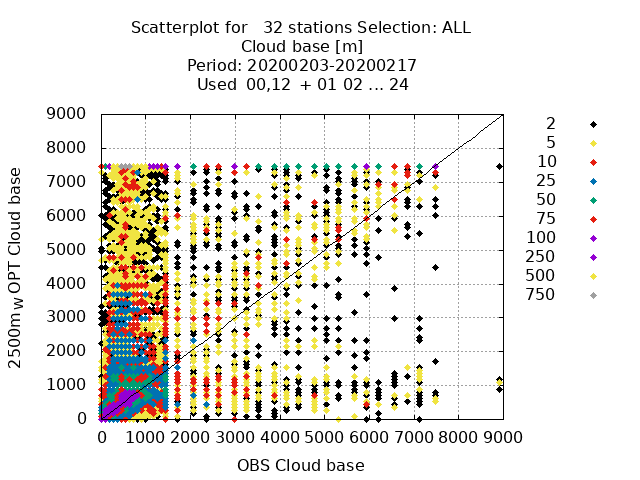 Scatterplot for   32 stations Selection: ALL
Cloud base [m]
Period: 20200203-20200217
Used  00,12  + 01 02 ... 24
9000
8000
7000
6000
5000
4000
3000
2000
1000
0
2500m_W OPT Cloud base
0 1000 2000 3000 4000 5000 6000 7000 8000 9000
OBS Cloud base
2
5
10
25
50
75
100
250
500
750